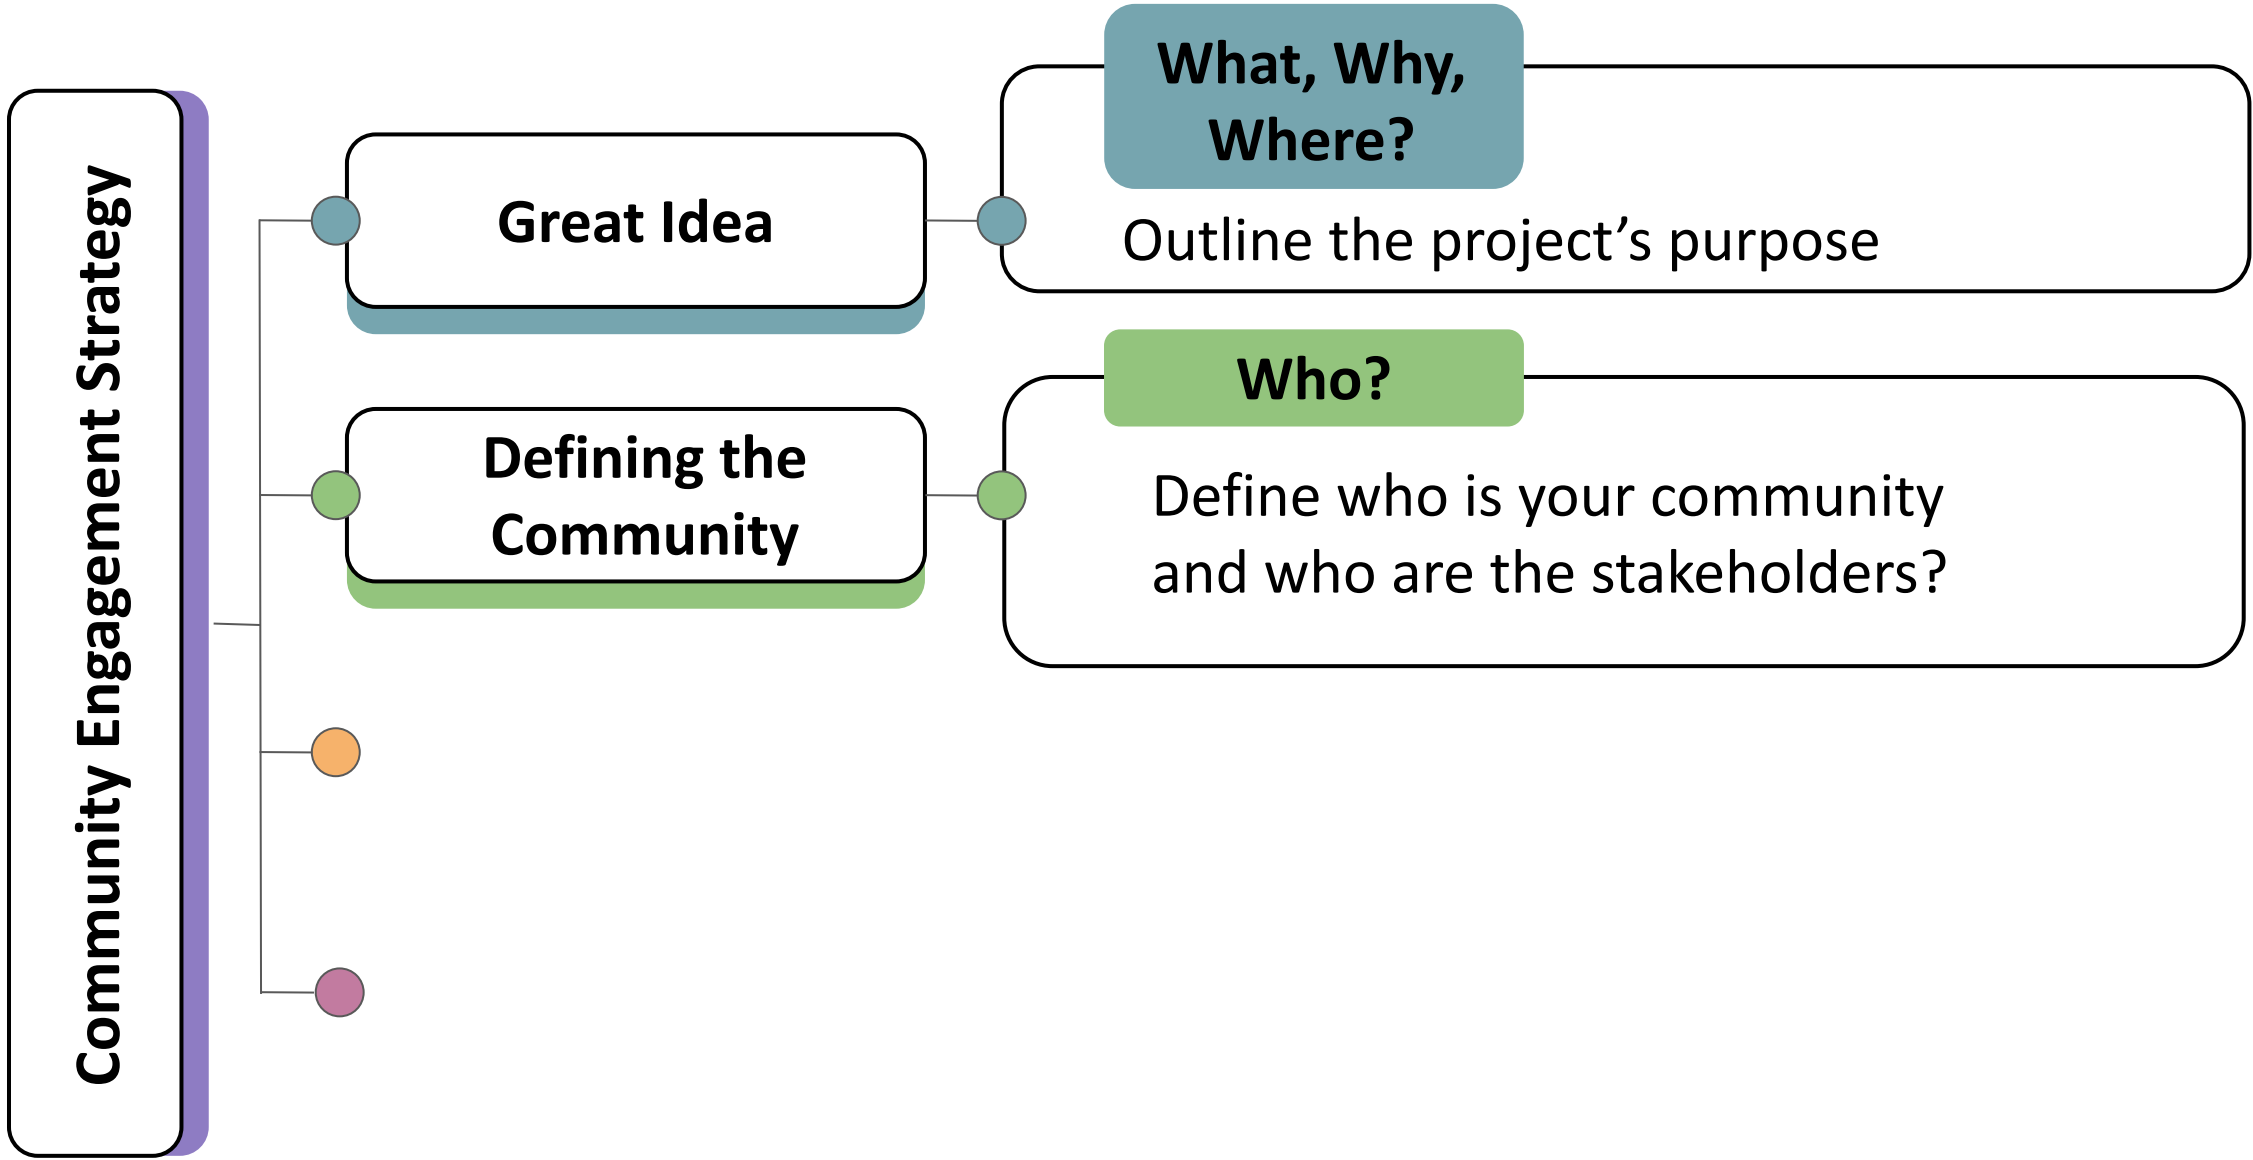 Community Engagement Strategy
Great Idea
What, Why,
Where?
Outline the project’s purpose
Defining the
Community
Who?
Define who is your community
and who are the stakeholders?